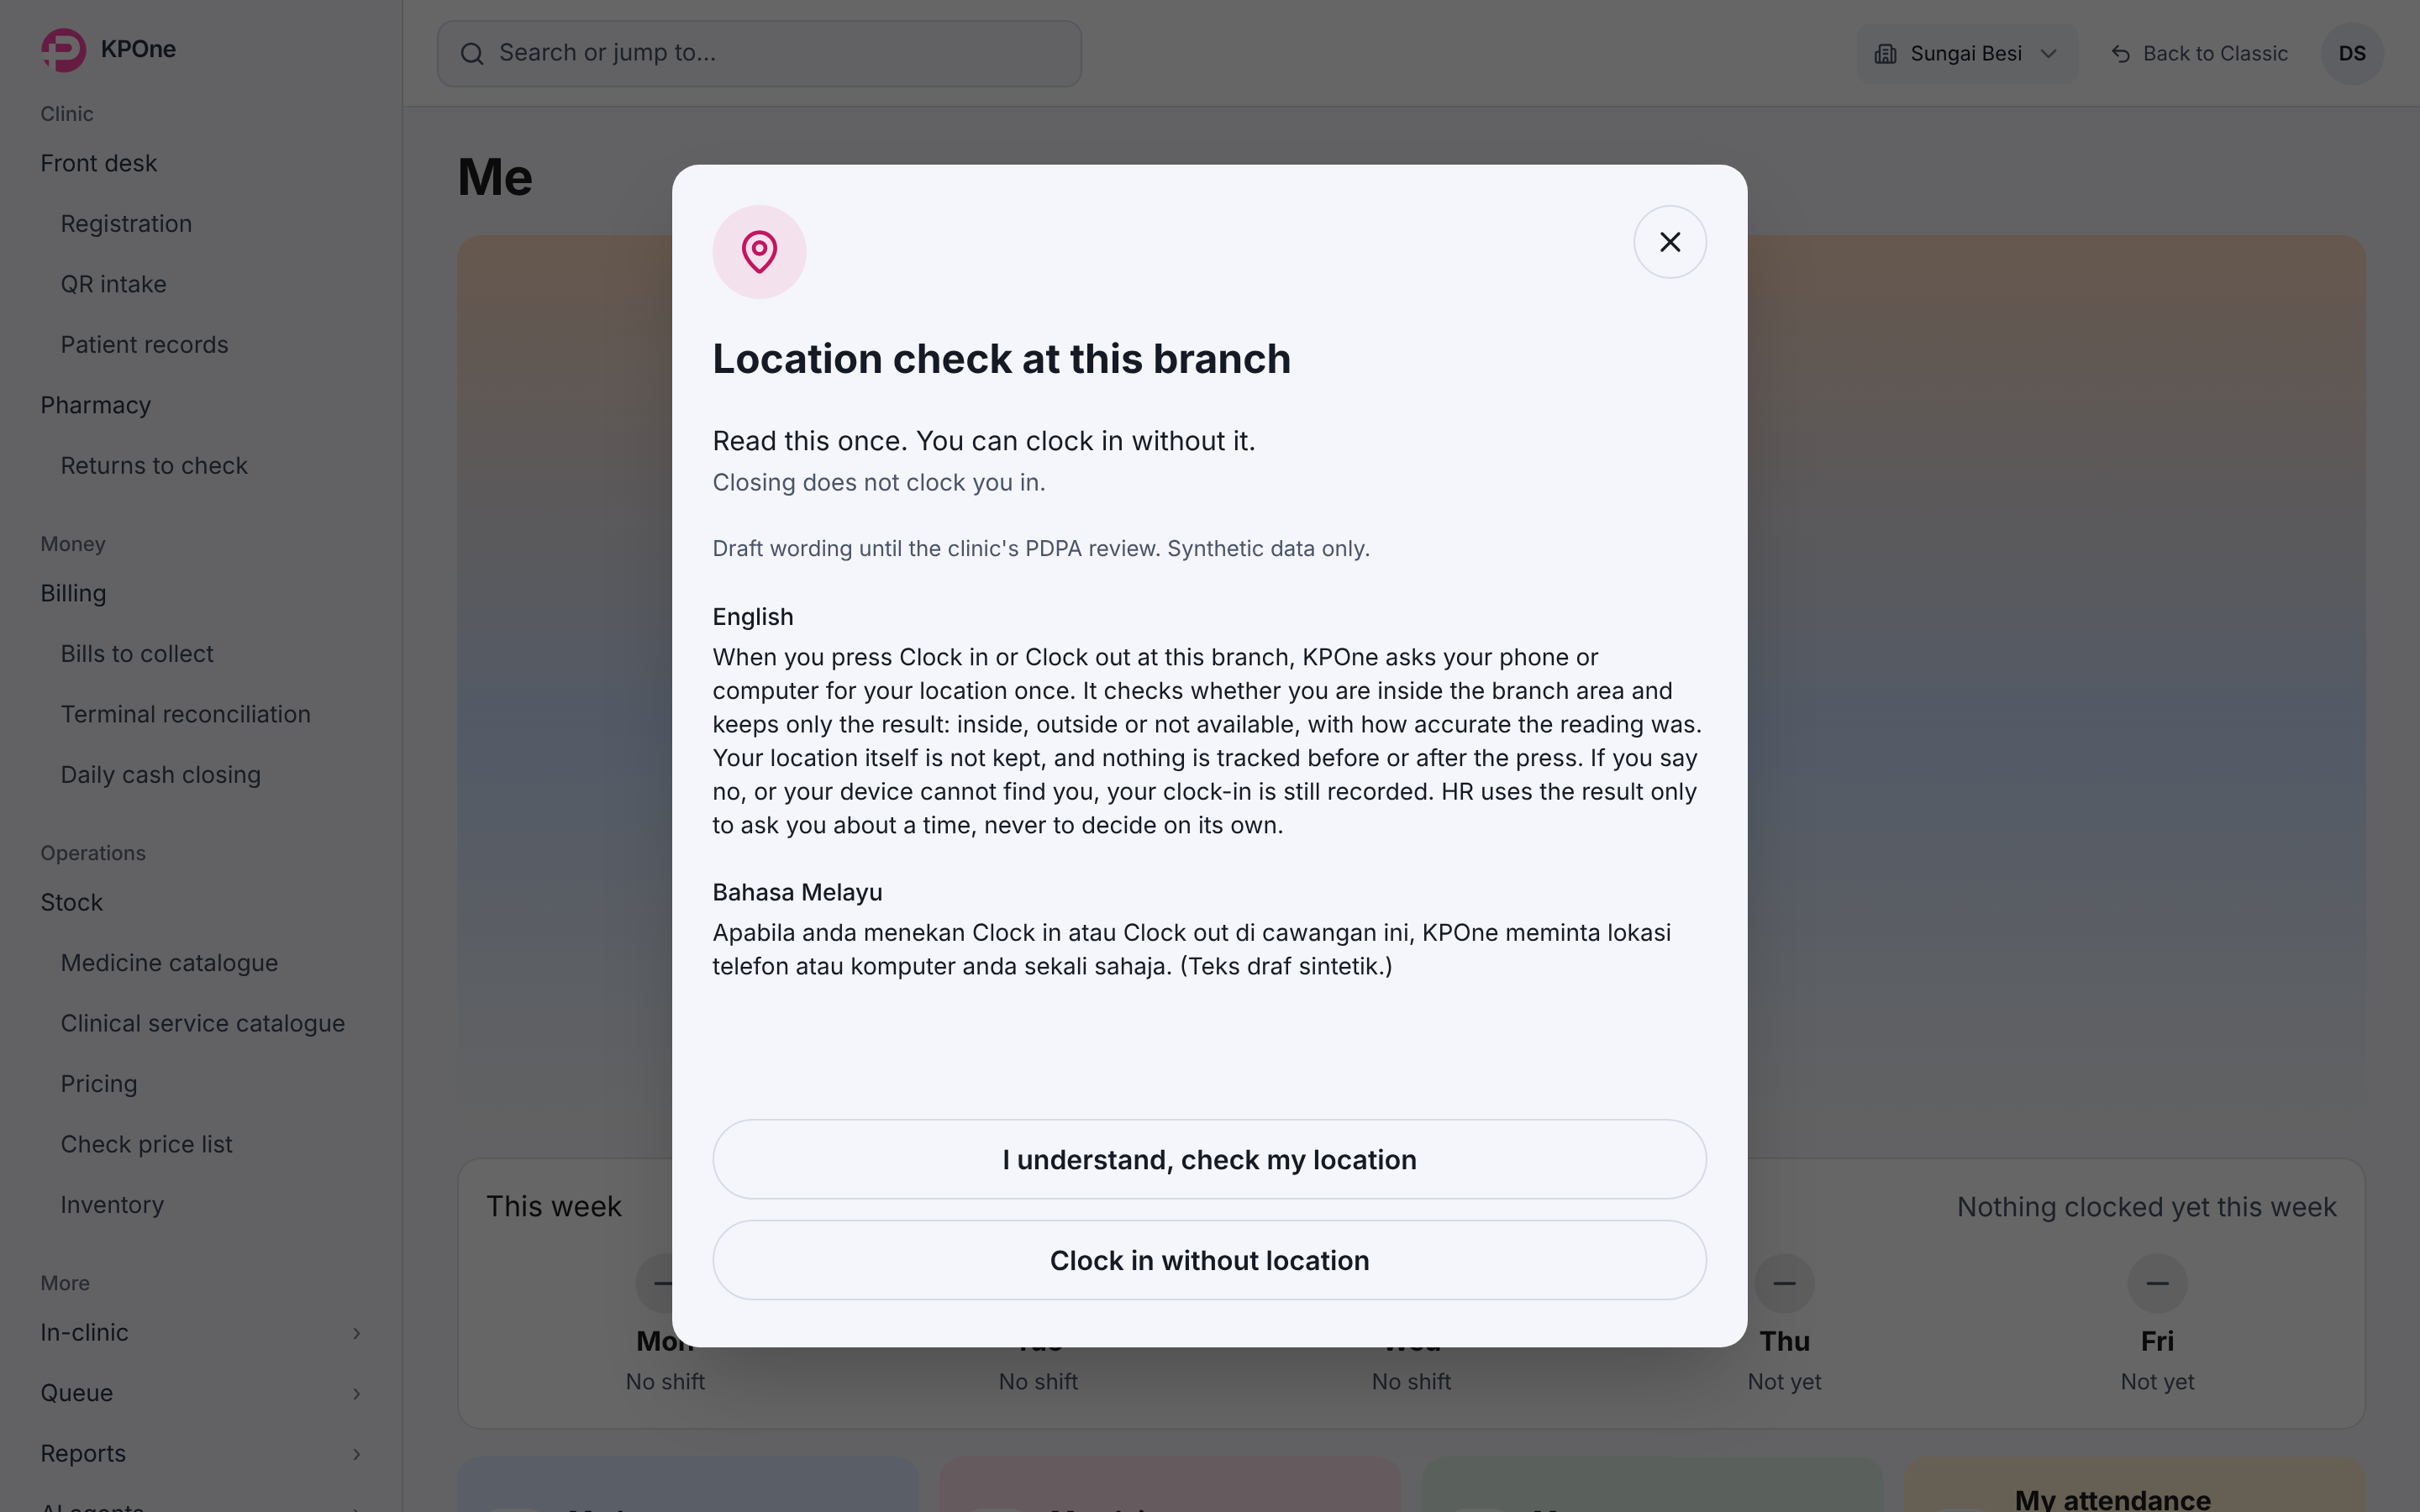 KPOne
Search or jump to...
Sungai Besi
Back to Classic
DS
Clinic
Front desk
Registration
QR intake
Patient records
Pharmacy
Returns to check
Money
Billing
Bills to collect
Terminal reconciliation
Daily cash closing
Operations
Stock
Medicine catalogue
Clinical service catalogue
Pricing
Check price list
Inventory
More
In-clinic
Queue
Reports
AI agents
Me
Location check at this branch
Read this once. You can clock in without it.
Closing does not clock you in.
Draft wording until the clinic's PDPA review. Synthetic data only.
English
When you press Clock in or Clock out at this branch, KPOne asks your phone or
computer for your location once. It checks whether you are inside the branch area and
keeps only the result: inside, outside or not available, with how accurate the reading was.
Your location itself is not kept, and nothing is tracked before or after the press. If you say
no, or your device cannot find you, your clock-in is still recorded. HR uses the result only
to ask you about a time, never to decide on its own.
Bahasa Melayu
Apabila anda menekan Clock in atau Clock out di cawangan ini, KPOne meminta lokasi
telefon atau komputer anda sekali sahaja. (Teks draf sintetik.)
I understand, check my location
Clock in without location
This week
Nothing clocked yet this week
Mon
Tue
Wed
Thu
Fri
No shift
No shift
No shift
Not yet
Not yet
My attendance